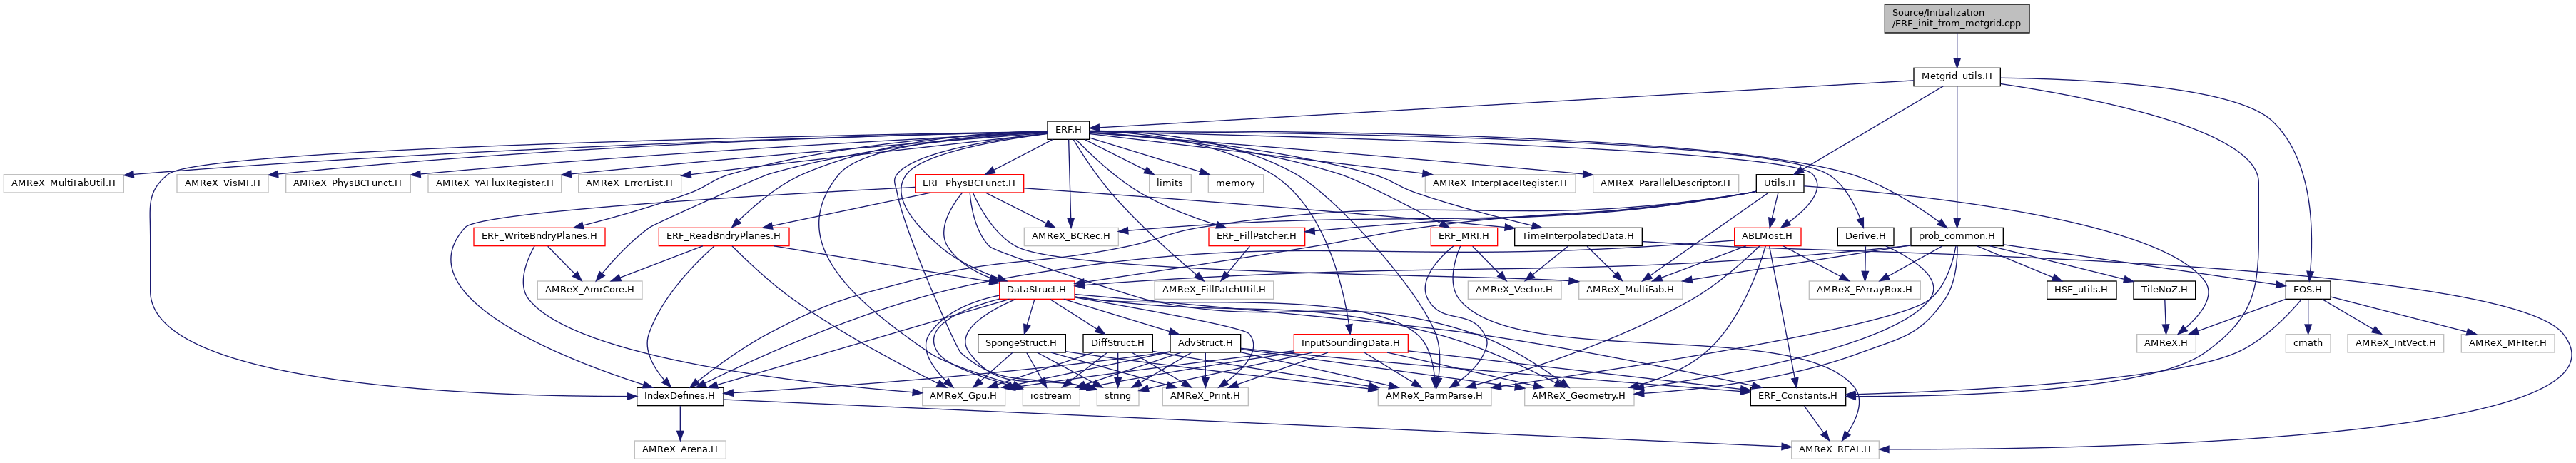 Source/Initialization
/ERF_init_from_metgrid.cpp
Metgrid_utils.H
ERF.H
AMReX_MultiFabUtil.H
AMReX_VisMF.H
AMReX_PhysBCFunct.H
AMReX_YAFluxRegister.H
AMReX_ErrorList.H
ERF_PhysBCFunct.H
limits
memory
AMReX_InterpFaceRegister.H
AMReX_ParallelDescriptor.H
Utils.H
ERF_WriteBndryPlanes.H
ERF_ReadBndryPlanes.H
AMReX_BCRec.H
ERF_FillPatcher.H
ERF_MRI.H
TimeInterpolatedData.H
ABLMost.H
Derive.H
prob_common.H
AMReX_AmrCore.H
DataStruct.H
AMReX_FillPatchUtil.H
AMReX_Vector.H
AMReX_MultiFab.H
AMReX_FArrayBox.H
HSE_utils.H
TileNoZ.H
EOS.H
SpongeStruct.H
DiffStruct.H
AdvStruct.H
InputSoundingData.H
AMReX.H
cmath
AMReX_IntVect.H
AMReX_MFIter.H
IndexDefines.H
AMReX_Gpu.H
iostream
string
AMReX_Print.H
AMReX_ParmParse.H
AMReX_Geometry.H
ERF_Constants.H
AMReX_Arena.H
AMReX_REAL.H